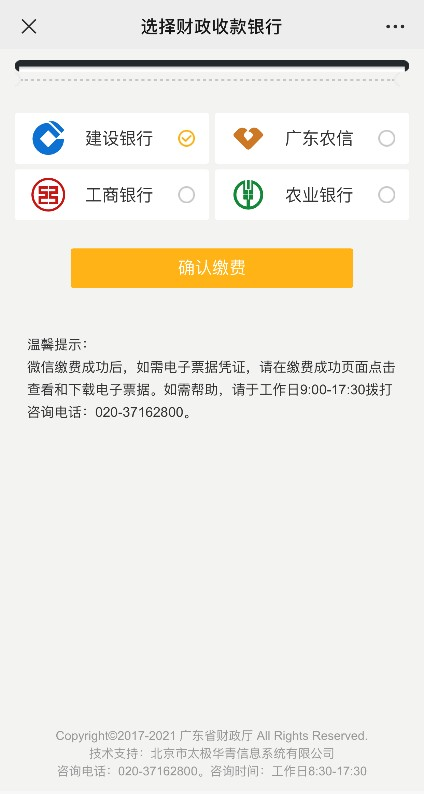 选择财政收款银行
建设银行
广东农信
工商银行
农业银行
确认缴费
温馨提示：
微信缴费成功后，如需电子票据凭证，请在缴费成功页面点击
查看和下载电子票据。如需帮助，请于工作日9:00-17:30拨打
咨询电话：020-37162800。
Copyright©2017-2021 广东省财政厅 All Rights Reserved.
技术支持：北京市太极华青信息系统有限公司
咨询电话：020-37162800。咨询时间：工作日8:30-17:30